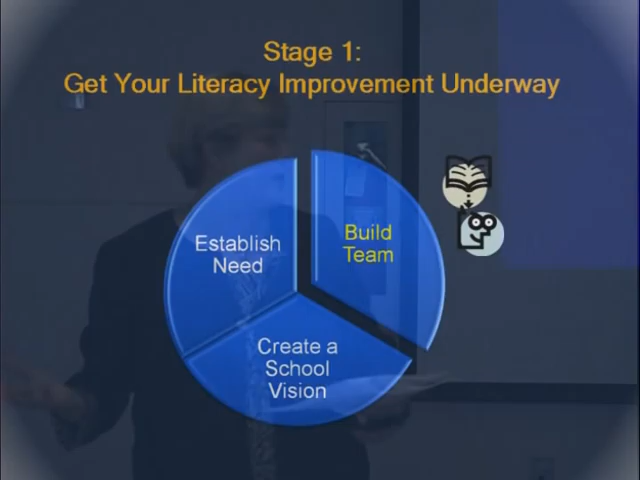 Stage 1:
Get Your Literacy Improvement Underway
Establish
Need
Build
Team
Create a
School
Vision